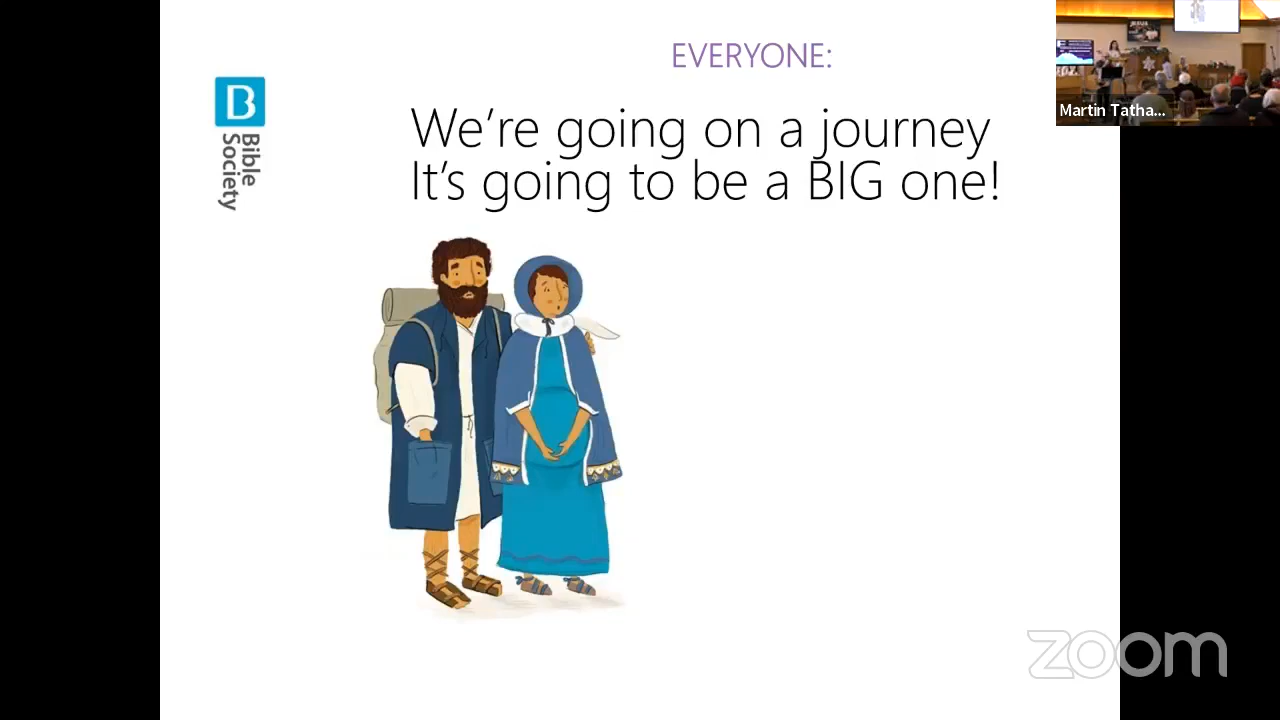 EVERYONE:
We're going on a journey
It's going to be a BIG one!
Bible
Society
Martin Tatha...
zoom